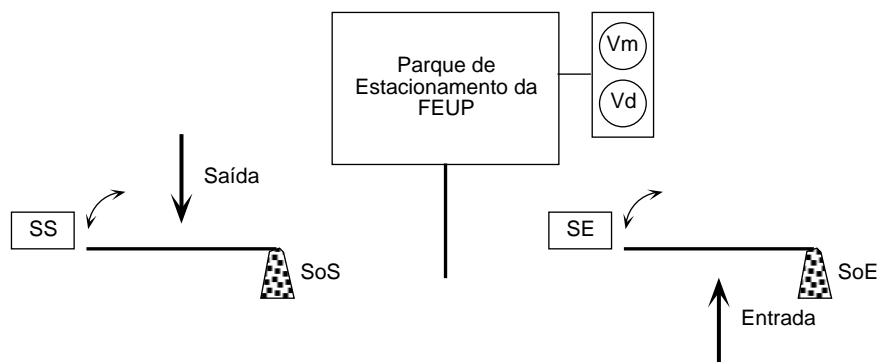 Vm
Parque de
Estacionamento da
FEUP
Vd
Saída
SS
SE
SoS
SoE
Entrada